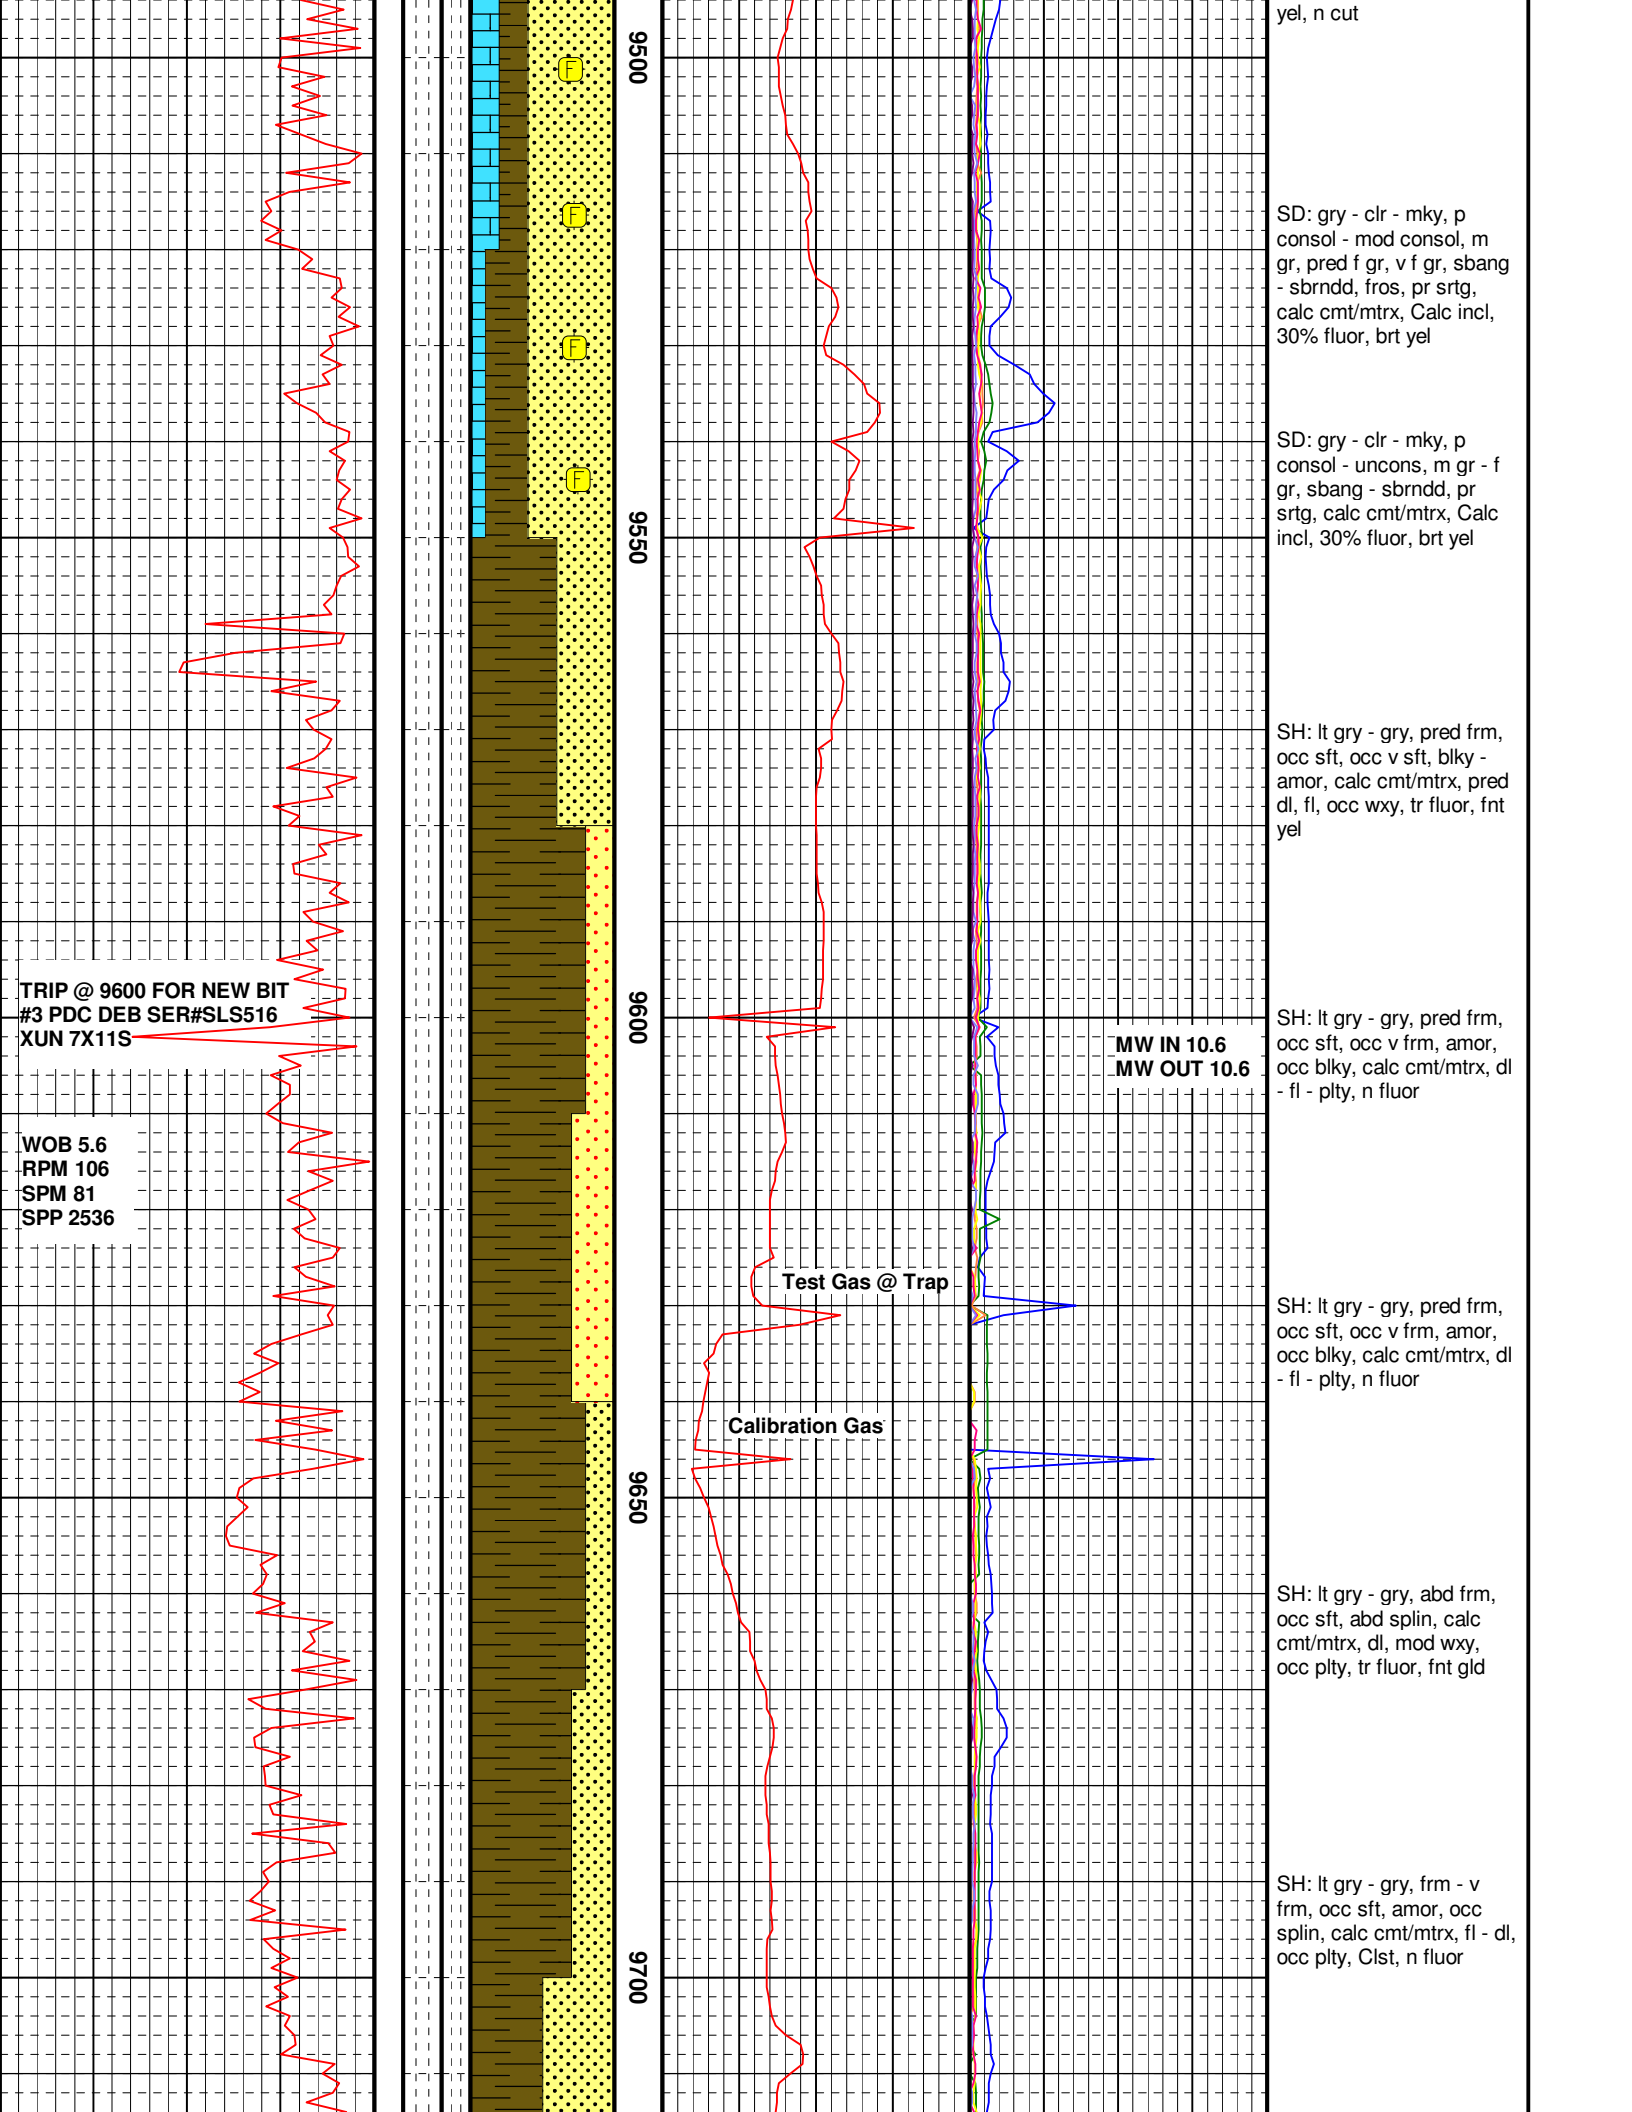 yel, n cut
9500
F
F
SD: gry - clr - mky, p
consol - mod consol, m
gr, pred f gr, v f gr, sbang
- sbrndd, fros, pr srtg,
calc cmt/mtrx, Calc incl,
30% fluor, brt yel
F
F
SD: gry - clr - mky, p
consol - uncons, m gr - f
gr, sbang - sbrndd, pr
srtg, calc cmt/mtrx, Calc
incl, 30% fluor, brt yel
9550
SH: lt gry - gry, pred frm,
occ sft, occ v sft, blky -
amor, calc cmt/mtrx, pred
dl, fl, occ wxy, tr fluor, fnt
yel
TRIP @ 9600 FOR NEW BIT
#3 PDC DEB SER#SLS516
XUN 7X11S
9600
MW IN 10.6
MW OUT 10.6
SH: lt gry - gry, pred frm,
occ sft, occ v frm, amor,
occ blky, calc cmt/mtrx, dl
- fl - plty, n fluor
WOB 5.6
RPM 106
SPM 81
SPP 2536
Test Gas @ Trap
SH: lt gry - gry, pred frm,
occ sft, occ v frm, amor,
occ blky, calc cmt/mtrx, dl
- fl - plty, n fluor
Calibration Gas
9650
SH: lt gry - gry, abd frm,
occ sft, abd splin, calc
cmt/mtrx, dl, mod wxy,
occ plty, tr fluor, fnt gld
SH: lt gry - gry, frm - v
frm, occ sft, amor, occ
splin, calc cmt/mtrx, fl - dl,
occ plty, Clst, n fluor
9700